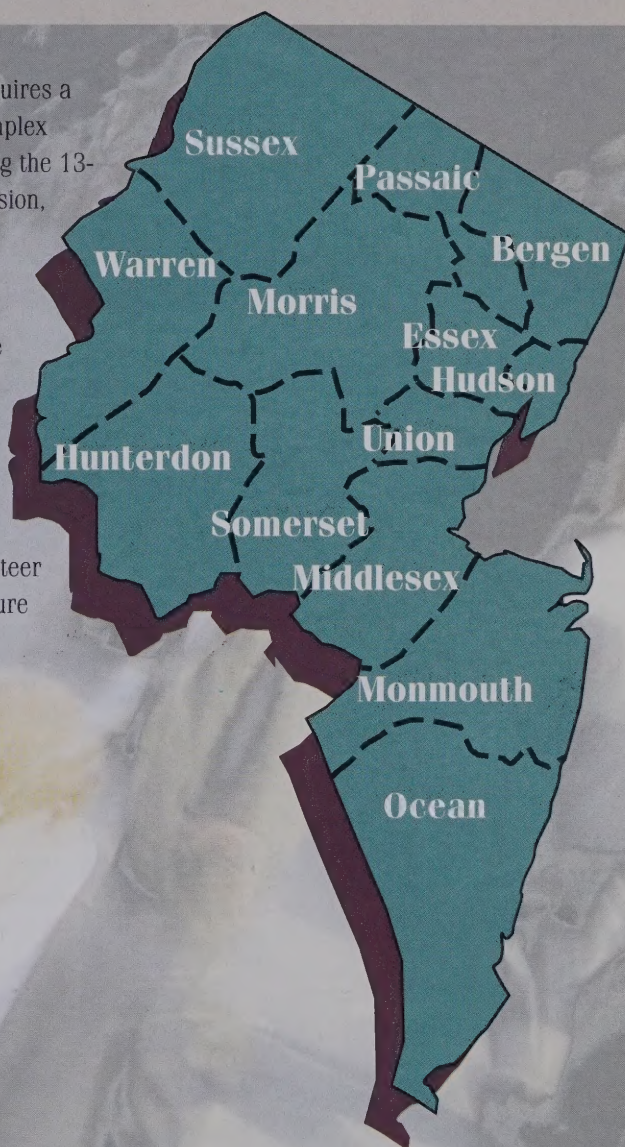 uires a
nplex
g the 13-
sion,
e
teer
ure
Sussex
Passaic
Bergen
Warren
Morris
Essex
Hudson
Union
Hunterdon
Somerset
Middlesex
Monmouth
Ocean